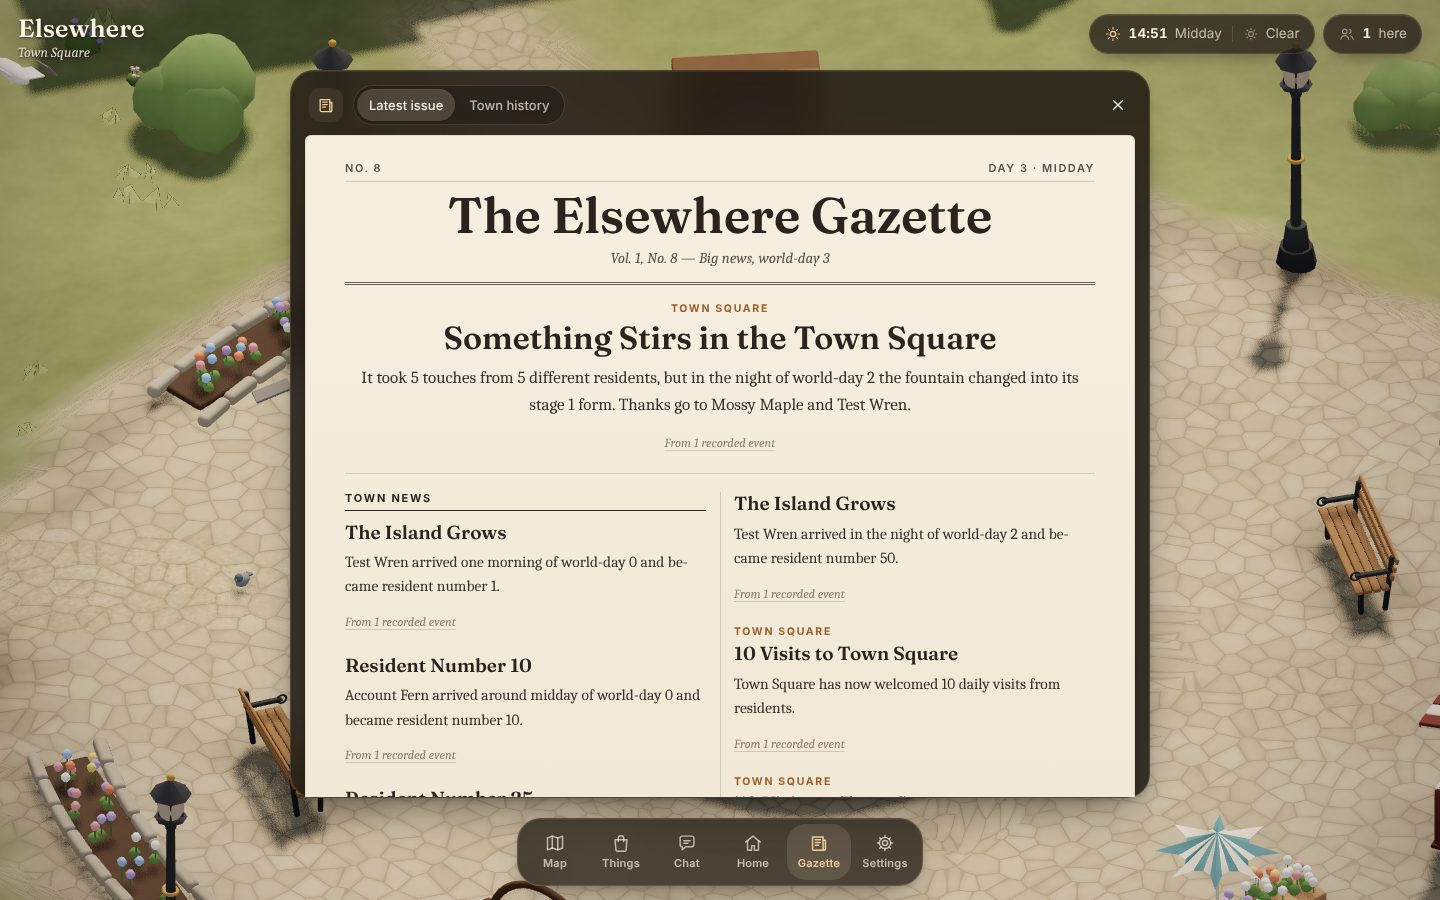 Elsewhere
Town Square
14:51 Midday
Clear
1 here
Latest issue
Town history
NO. 8
DAY 3 · MIDDAY
The Elsewhere Gazette
Vol. 1, No. 8 — Big news, world-day 3
TOWN SQUARE
Something Stirs in the Town Square
It took 5 touches from 5 different residents, but in the night of world-day 2 the fountain changed into its
stage 1 form. Thanks go to Mossy Maple and Test Wren.
From 1 recorded event
TOWN NEWS
The Island Grows
Test Wren arrived one morning of world-day 0 and be-
came resident number 1.
From 1 recorded event
Resident Number 10
Account Fern arrived around midday of world-day 0 and
became resident number 10.
From 1 recorded event
Resident Number 25
The Island Grows
Test Wren arrived in the night of world-day 2 and be-
came resident number 50.
From 1 recorded event
TOWN SQUARE
10 Visits to Town Square
Town Square has now welcomed 10 daily visits from
residents.
From 1 recorded event
TOWN SQUARE
Map
Things
Chat
Home
Gazette
Settings